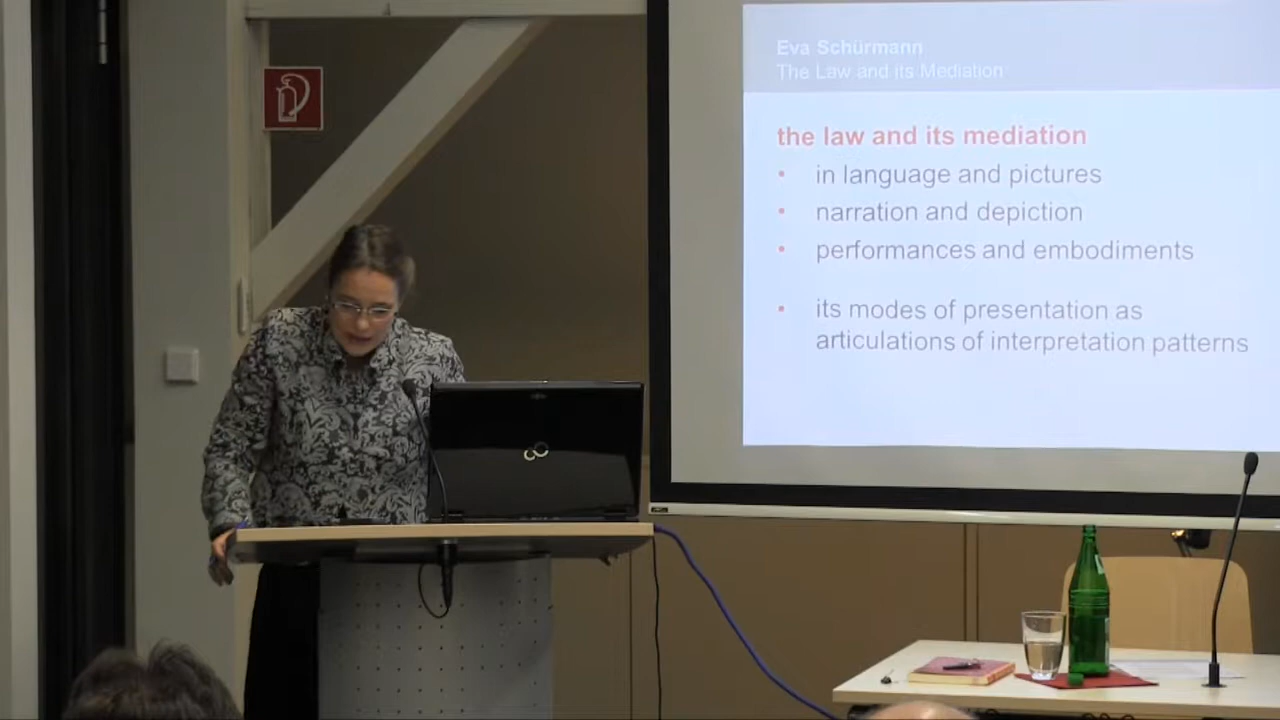 Eva Schürmann
The Law and its Mediation
the law and its mediation
• in language and pictures
• narration and depiction
• performances and embodiments
• its modes of presentation as
articulations of interpretation patterns